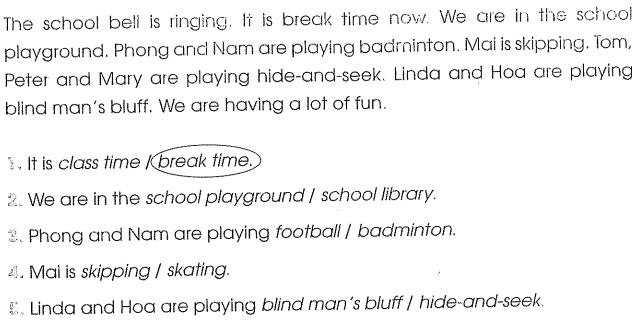 The school bell is ringing. It is break time now. We are in the school
playground. Phong and Nam are playing badminton. Mai is skipping. Tom,
Peter and Mary are playing hide-and-seek. Linda and Hoa are playing
blind man's bluff. We are having a lot of fun.
1. It is class time / break time.
2. We are in the school playground / school library.
3. Phong and Nam are playing football / badminton.
4. Mai is skipping / skating.
5. Linda and Hoa are playing blind man's bluff / hide-and-seek.